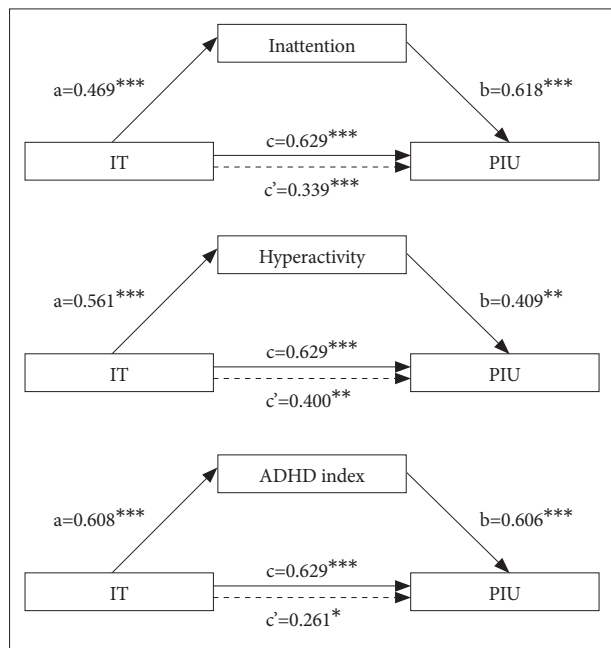 Inattention
a=0.469***
b=0.618***
c=0.629***
IT
PIU
c’=0.339***
Hyperactivity
a=0.561***
b=0.409**
c=0.629***
IT
PIU
c’=0.400**
ADHD index
a=0.608***
b=0.606***
c=0.629***
IT
PIU
c’=0.261*